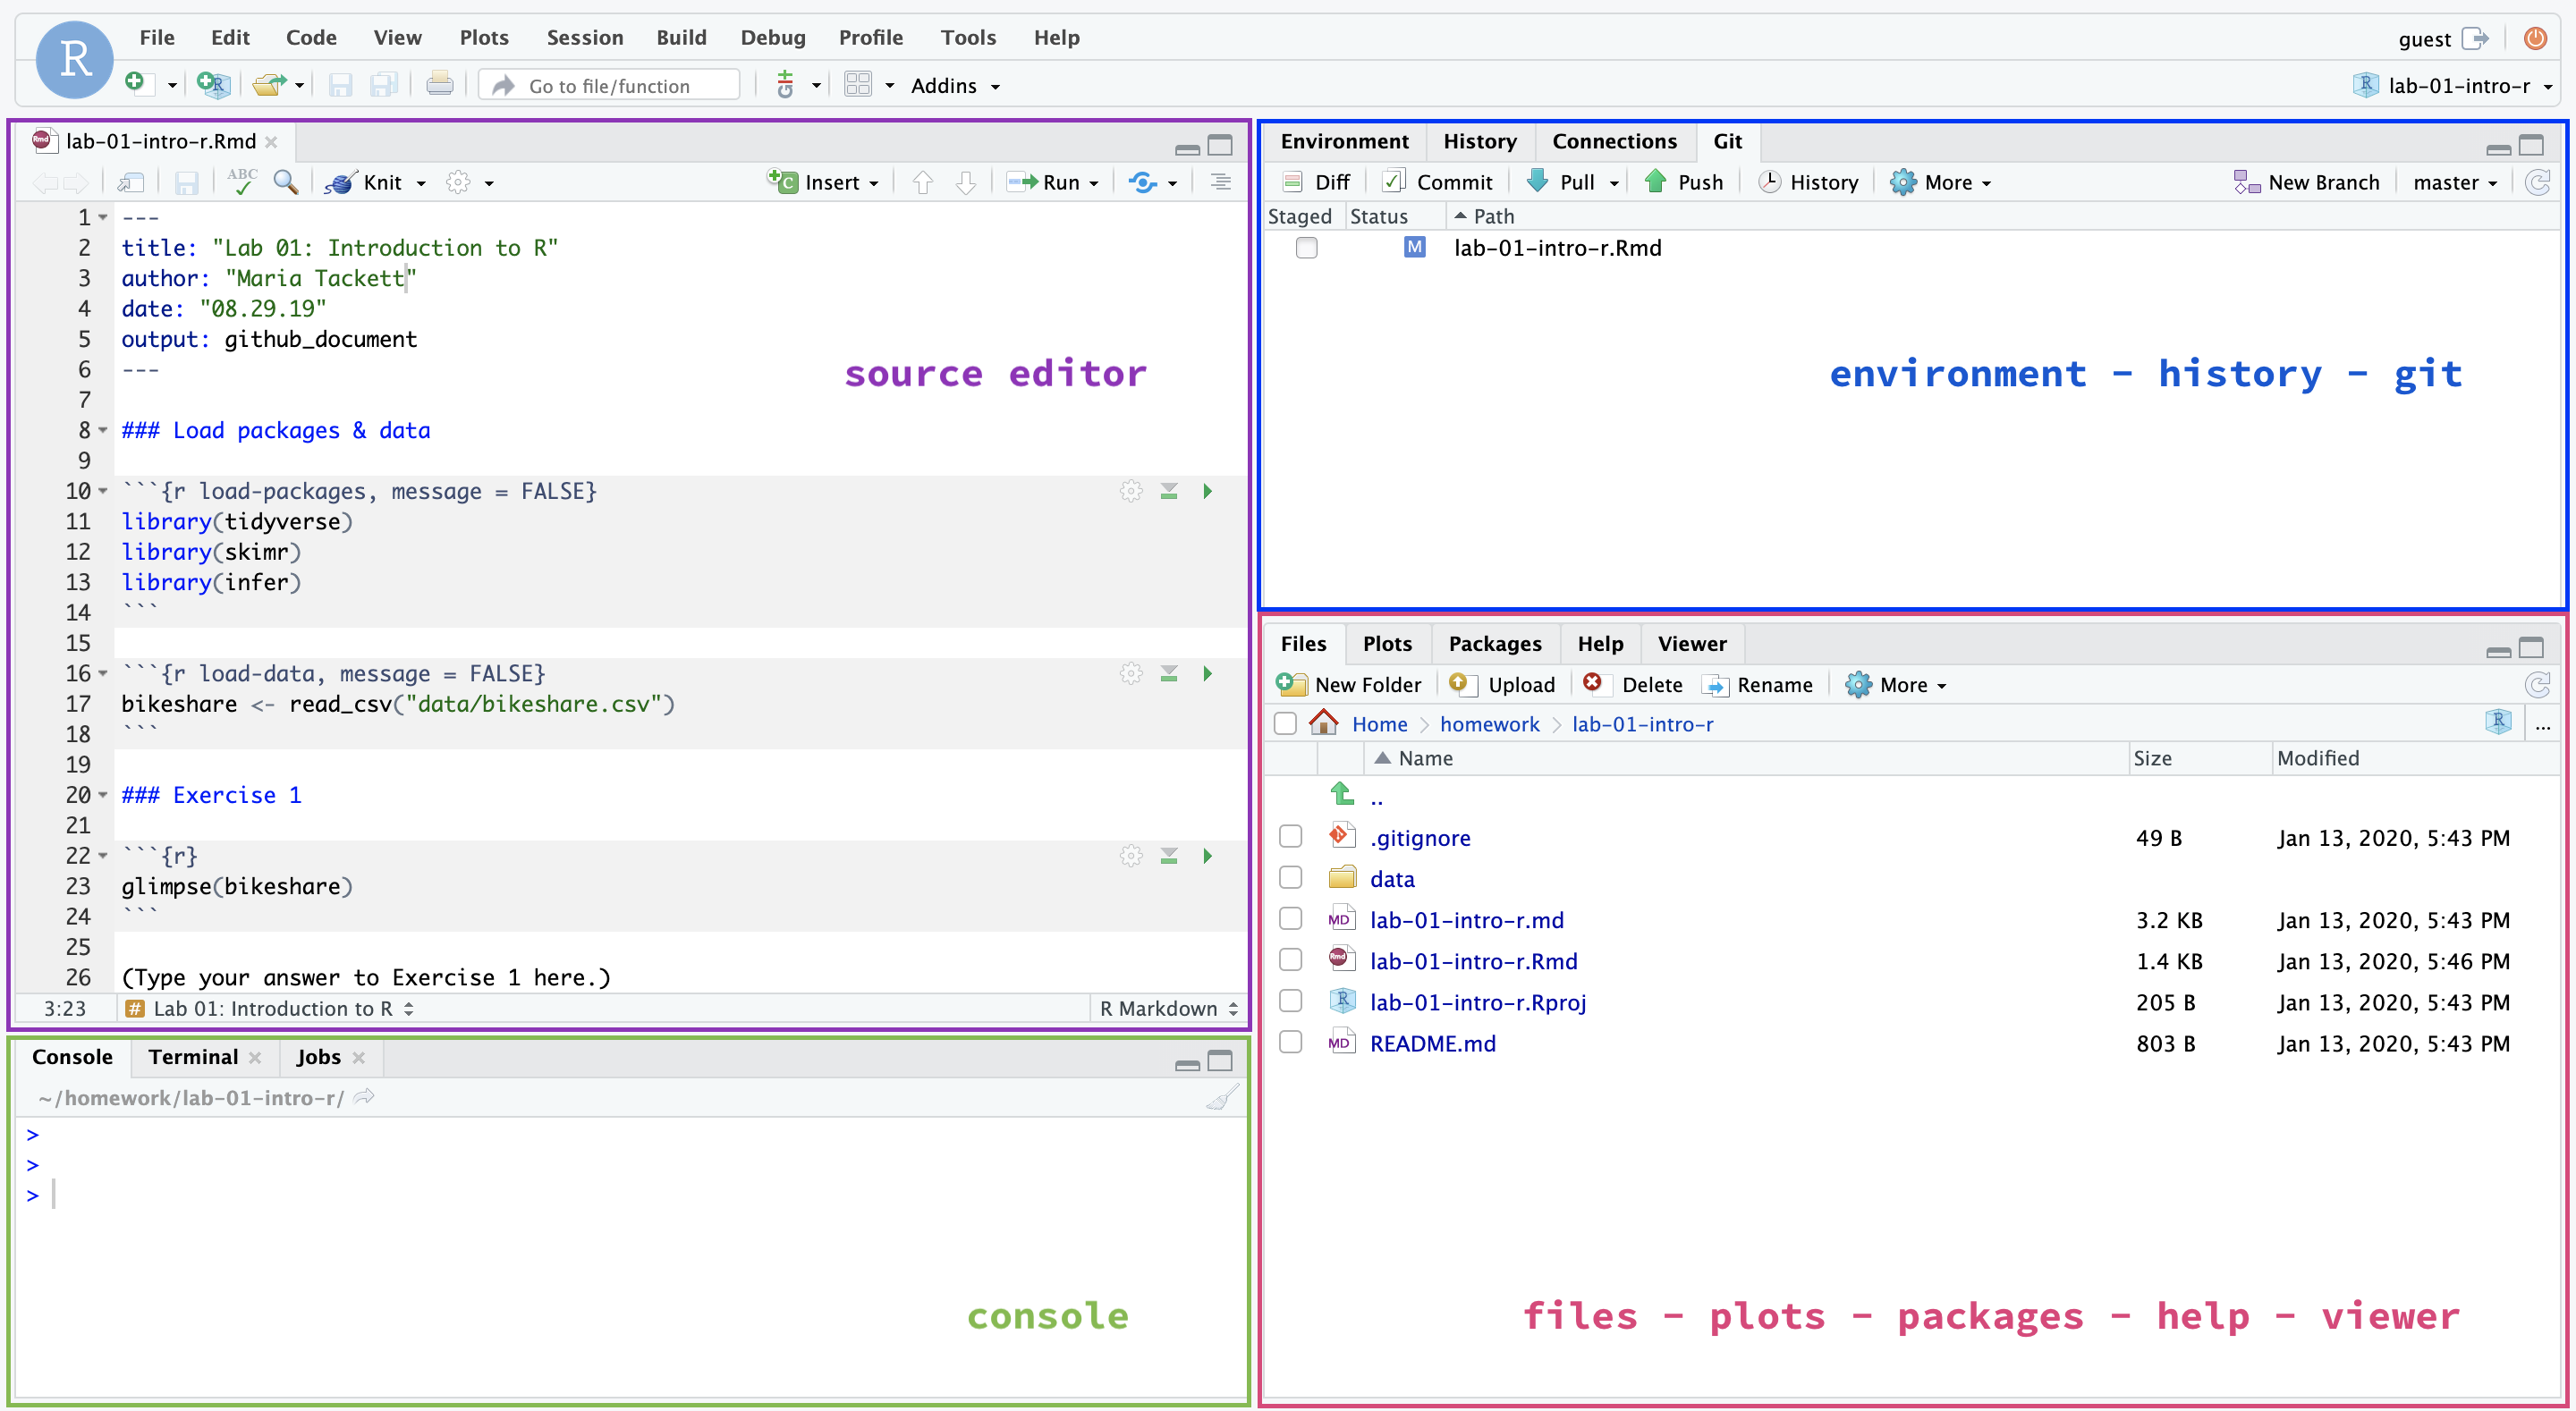 R File Edit Code View Plots Session Build Debug Profile Tools Help guest
R Go to file/function Addins R lab-01-intro-r
Rmd lab-01-intro-r.Rmd
ABC Knit C Insert Run
1 ---
2 title: "Lab 01: Introduction to R"
3 author: "Maria Tackett"
4 date: "08.29.19"
5 output: github_document
6 ---
7
8 ### Load packages & data
9
10 ```{r load-packages, message = FALSE}
11 library(tidyverse)
12 library(skimr)
13 library(infer)
14 ```
15
16 ```{r load-data, message = FALSE}
17 bikeshare <- read_csv("data/bikeshare.csv")
18 ```
19
20 ### Exercise 1
21
22 ```{r}
23 glimpse(bikeshare)
24 ```
25
26 (Type your answer to Exercise 1 here.)
source editor
3:23 # Lab 01: Introduction to R R Markdown
Console Terminal Jobs
~/homework/lab-01-intro-r/
>
>
>
console
Environment History Connections Git
Diff Commit Pull Push History More New Branch master
Staged Status Path
M lab-01-intro-r.Rmd
environment - history - git
Files Plots Packages Help Viewer
New Folder Upload Delete Rename More
Home homework lab-01-intro-r R ...
Name Size Modified
..
.gitignore 49 B Jan 13, 2020, 5:43 PM
data
MD lab-01-intro-r.md 3.2 KB Jan 13, 2020, 5:43 PM
Rmd lab-01-intro-r.Rmd 1.4 KB Jan 13, 2020, 5:46 PM
R lab-01-intro-r.Rproj 205 B Jan 13, 2020, 5:43 PM
MD README.md 803 B Jan 13, 2020, 5:43 PM
files - plots - packages - help - viewer